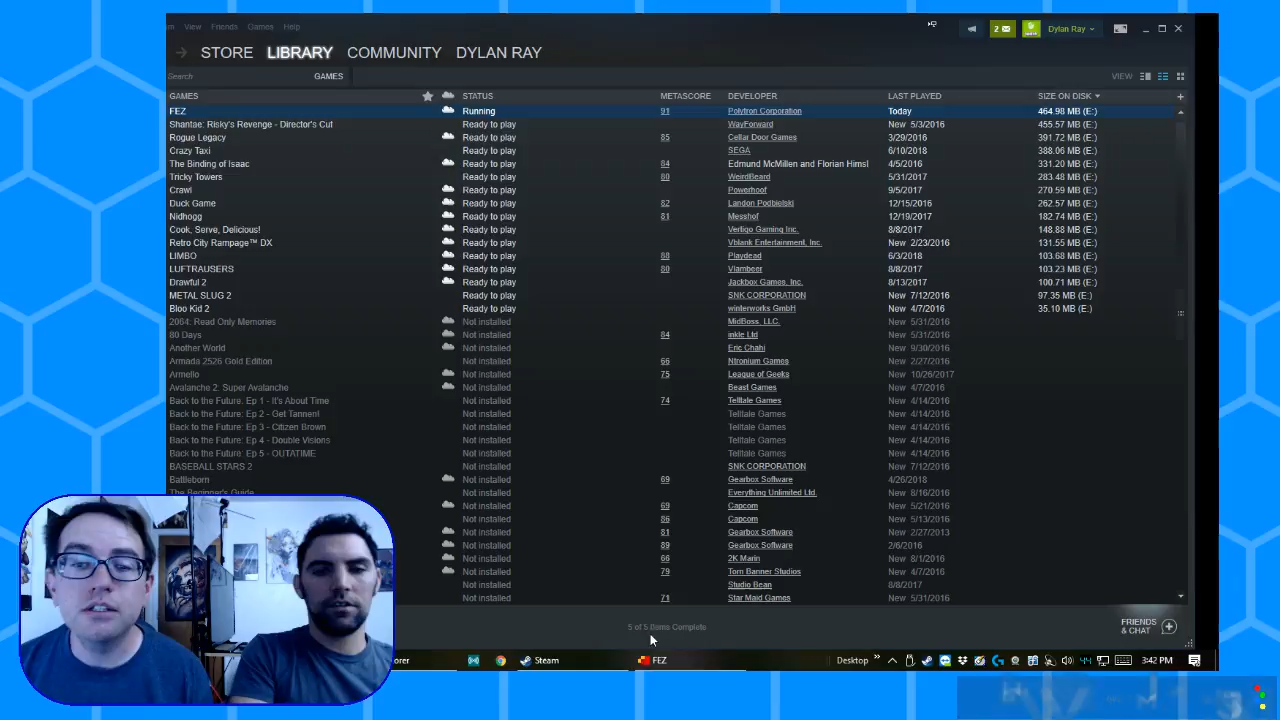 View Friends Games Help
2
Dylan Ray
STORE LIBRARY COMMUNITY DYLAN RAY
Search GAMES VIEW
GAMES STATUS METASCORE DEVELOPER LAST PLAYED SIZE ON DISK
FEZ Running 91 Polytron Corporation Today 464.98 MB (E:)
Shantae: Risky's Revenge - Director's Cut Ready to play WayForward New 5/3/2016 455.57 MB (E:)
Rogue Legacy Ready to play 85 Cellar Door Games 3/29/2016 391.72 MB (E:)
Crazy Taxi Ready to play SEGA 6/10/2018 388.06 MB (E:)
The Binding of Isaac Ready to play 84 Edmund McMillen and Florian Himsl 4/5/2016 331.20 MB (E:)
Tricky Towers Ready to play 80 WeirdBeard 5/31/2017 283.48 MB (E:)
Crawl Ready to play Powerhoof 9/5/2017 270.59 MB (E:)
Duck Game Ready to play 82 Landon Podbielski 12/15/2016 262.57 MB (E:)
Nidhogg Ready to play 81 Messhof 12/19/2017 182.74 MB (E:)
Cook, Serve, Delicious! Ready to play Vertigo Gaming Inc. 8/8/2017 148.88 MB (E:)
Retro City Rampage™ DX Ready to play Vblank Entertainment, Inc. New 2/23/2016 131.55 MB (E:)
LIMBO Ready to play 88 Playdead 6/3/2018 103.68 MB (E:)
LUFTRAUSERS Ready to play 80 Vlambeer 8/8/2017 103.23 MB (E:)
Drawful 2 Ready to play Jackbox Games, Inc. 8/13/2017 100.71 MB (E:)
METAL SLUG 2 Ready to play SNK CORPORATION New 7/12/2016 97.35 MB (E:)
Bloo Kid 2 Ready to play winterworks GmbH New 4/7/2016 35.10 MB (E:)
2064: Read Only Memories Not installed MidBoss, LLC. New 5/31/2016
80 Days Not installed 84 inkle Ltd New 5/31/2016
Another World Not installed Eric Chahi New 9/30/2016
Armada 2526 Gold Edition Not installed 66 Ntronium Games New 2/27/2016
Armello Not installed 75 League of Geeks New 10/26/2017
Avalanche 2: Super Avalanche Not installed Beast Games New 4/7/2016
Back to the Future: Ep 1 - It's About Time Not installed 74 Telltale Games New 4/14/2016
Back to the Future: Ep 2 - Get Tannen! Not installed Telltale Games New 4/14/2016
Back to the Future: Ep 3 - Citizen Brown Not installed Telltale Games New 4/14/2016
Back to the Future: Ep 4 - Double Visions Not installed Telltale Games New 4/14/2016
Back to the Future: Ep 5 - OUTATIME Not installed Telltale Games New 4/14/2016
BASEBALL STARS 2 Not installed SNK CORPORATION New 7/12/2016
Battleborn Not installed 69 Gearbox Software 4/26/2018
The Beginner's Guide Not installed Everything Unlimited Ltd. New 8/16/2016
Not installed 69 Capcom New 5/21/2016
Not installed 86 Capcom New 5/13/2016
Not installed 81 Gearbox Software New 2/27/2013
Not installed 89 Gearbox Software 2/6/2016
Not installed 66 2K Marin New 8/1/2016
Not installed 79 Tom Banner Studios New 4/7/2016
Not installed Studio Bean 8/8/2017
Not installed 71 Star Maid Games New 5/31/2016
5 of 5 Items Complete
FRIENDS
& CHAT
orer Steam FEZ Desktop 3:42 PM